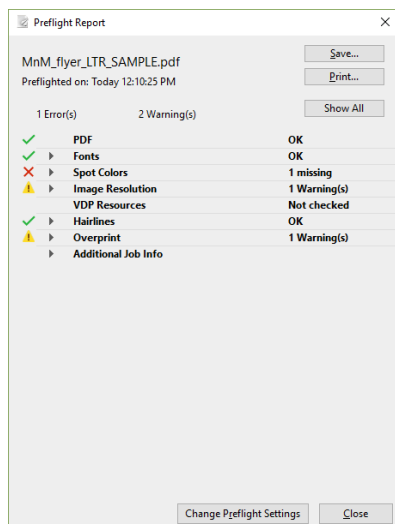 Preflight Report
MnM_flyer_LTR_SAMPLE.pdf
Save...
Preflighted on: Today 12:10:25 PM
Print...
1 Error(s) 2 Warning(s)
Show All
PDF OK
Fonts OK
Spot Colors 1 missing
Image Resolution 1 Warning(s)
VDP Resources Not checked
Hairlines OK
Overprint 1 Warning(s)
Additional Job Info
Change Preflight Settings Close